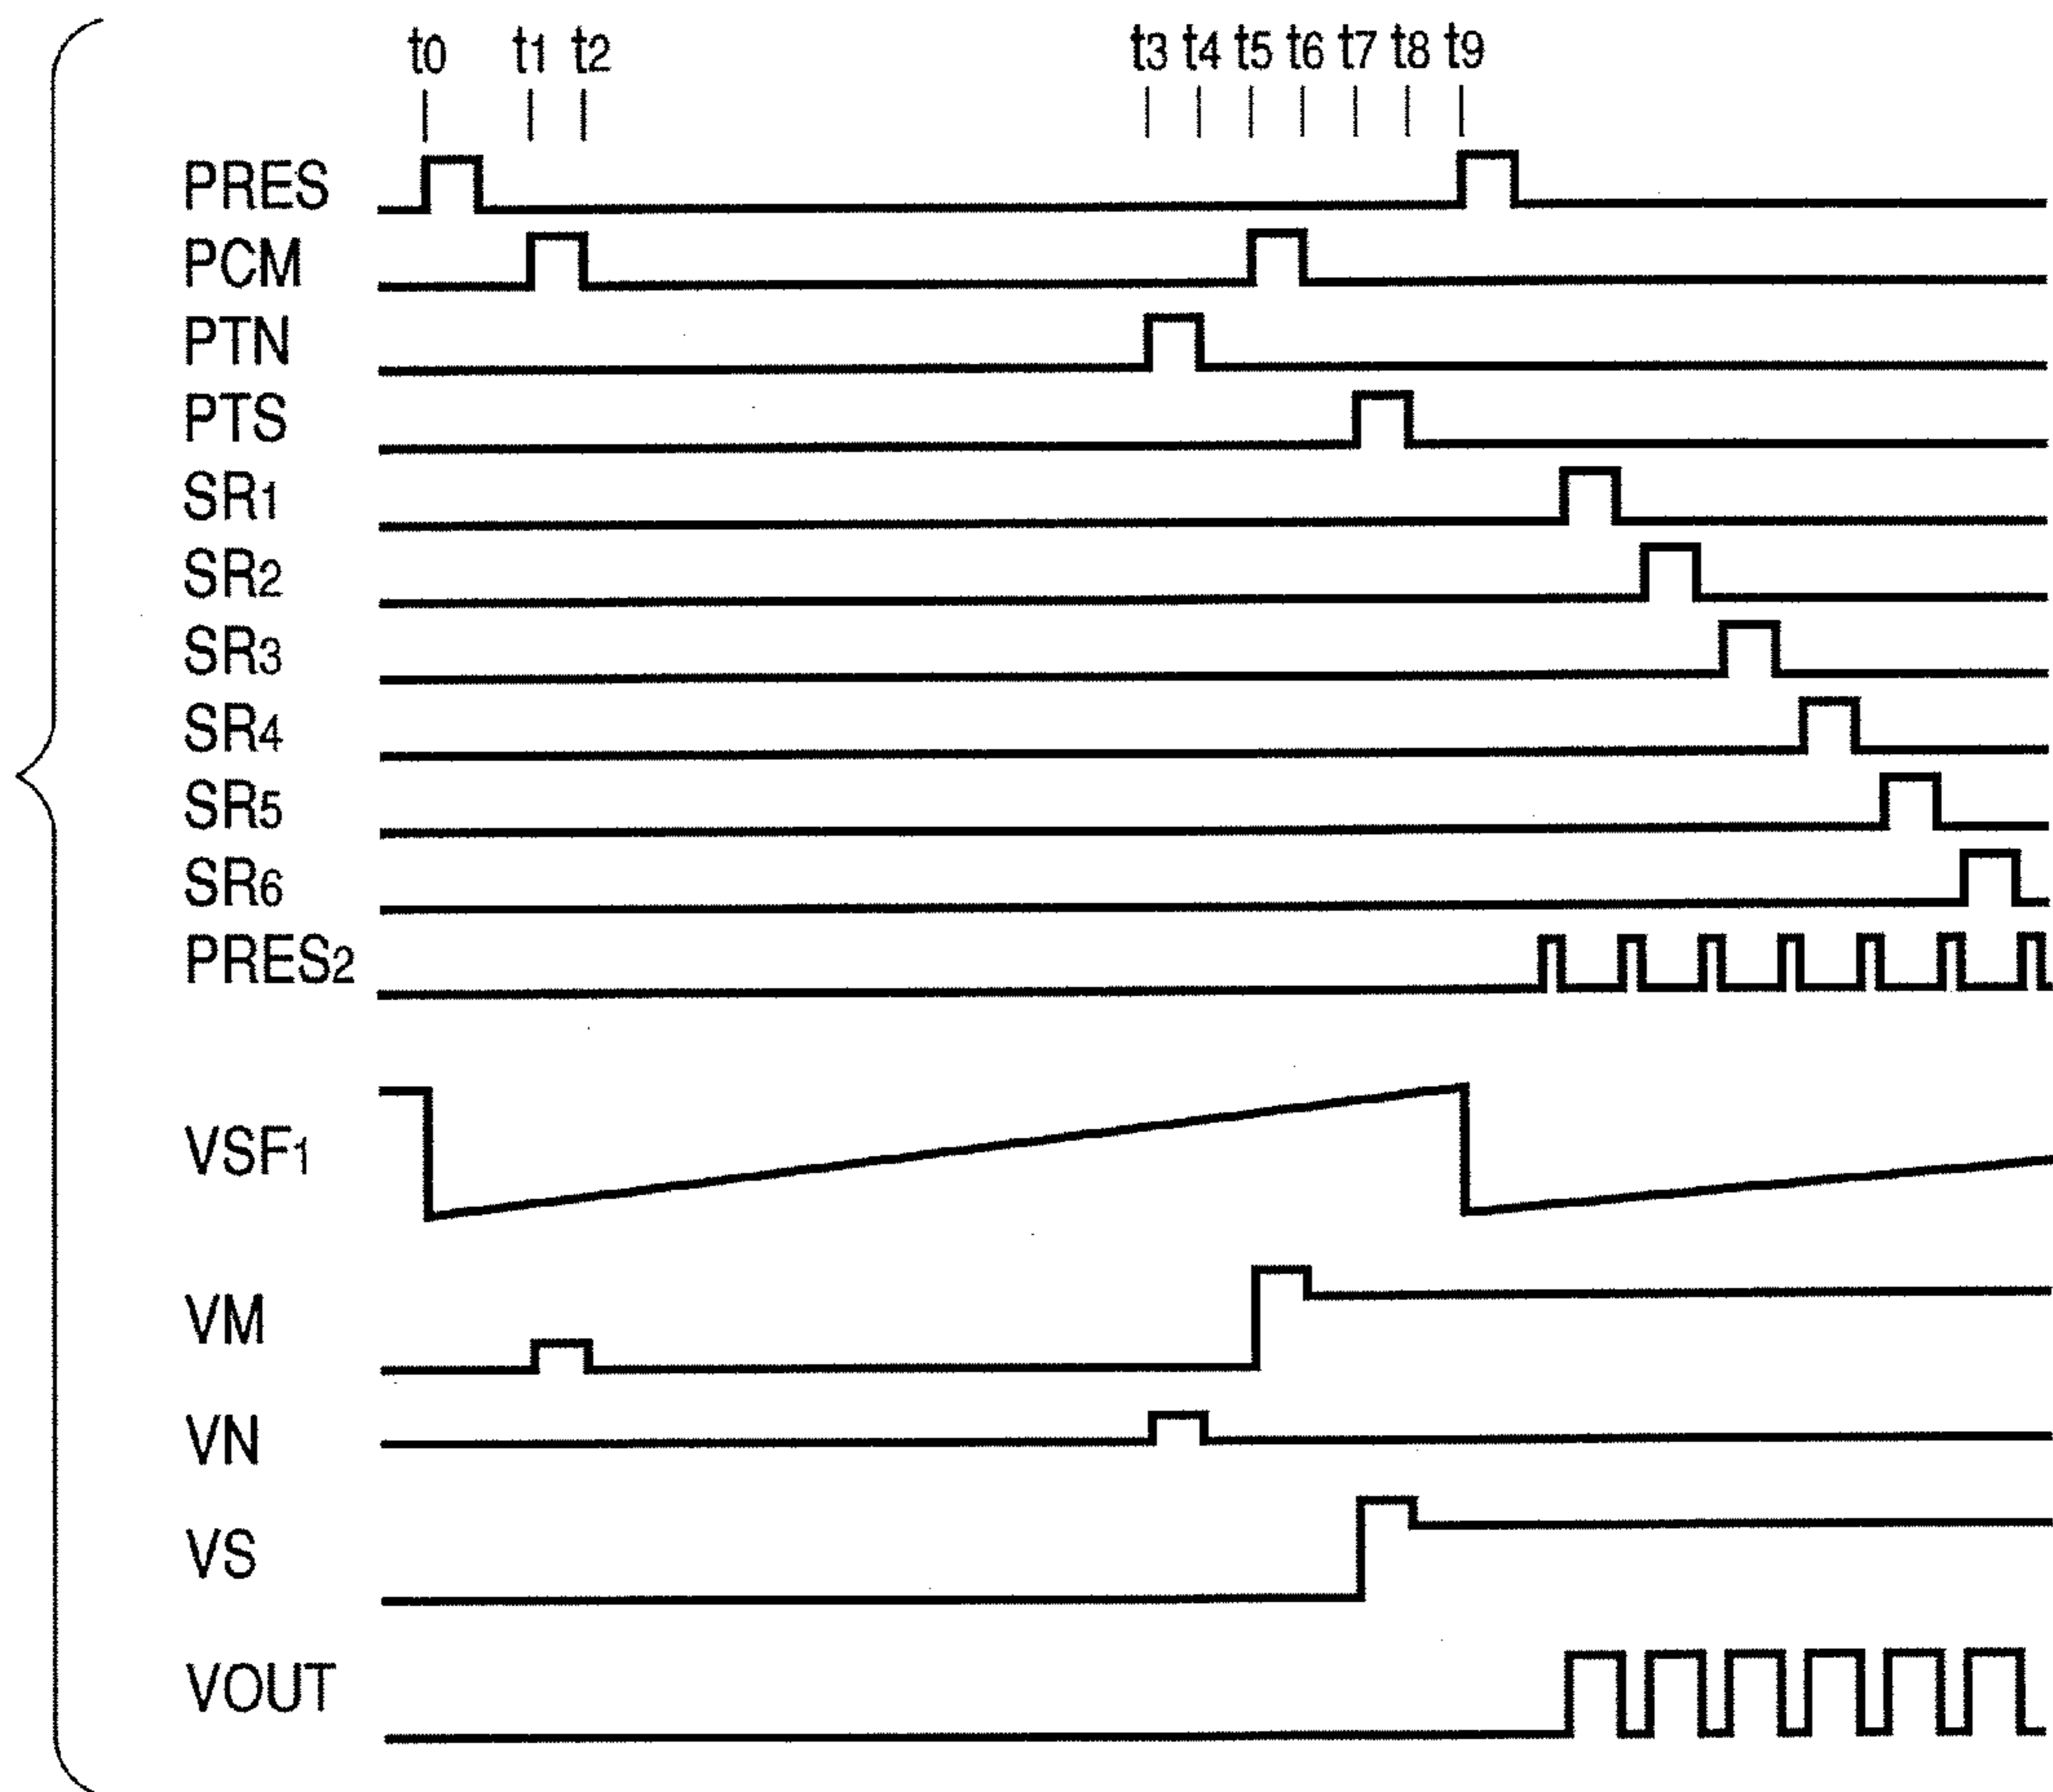 t0 t1 t2 t3 t4 t5 t6 t7 t8 t9
PRES
PCM
PTN
PTS
SR1
SR2
SR3
SR4
SR5
SR6
PRES2
VSF1
VM
VN
VS
VOUT